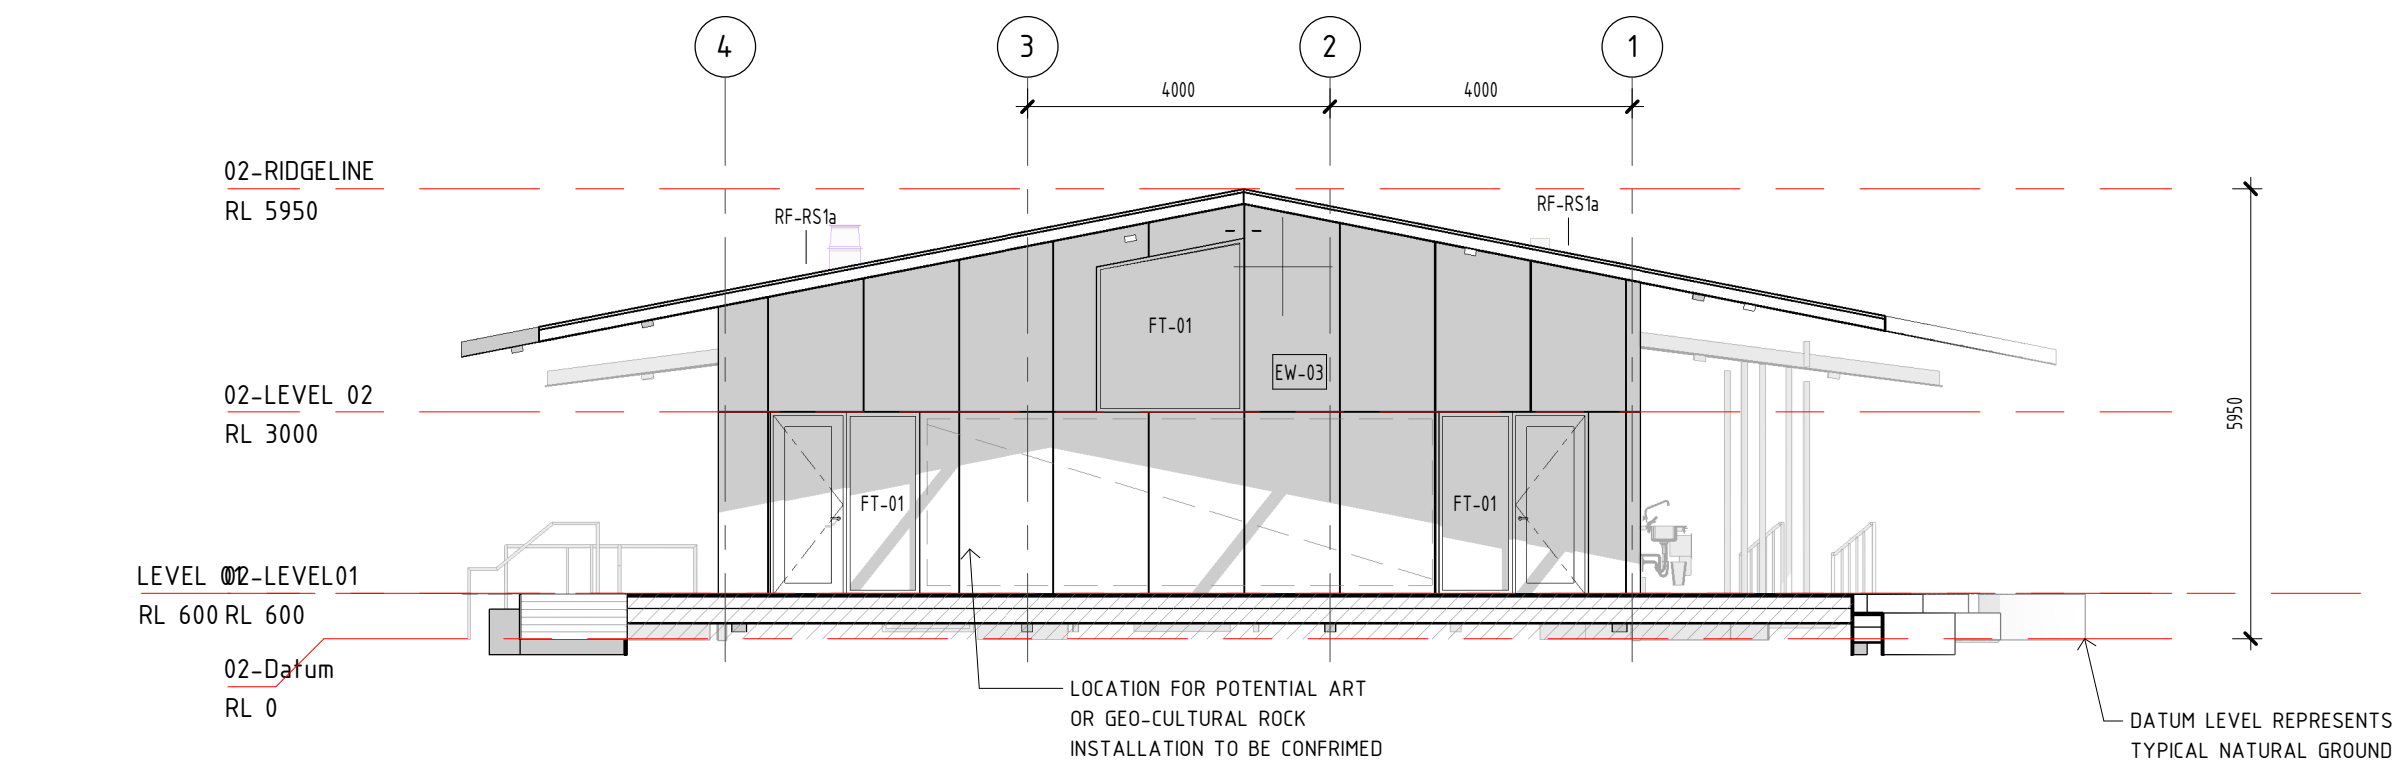 4
3
2
1
4000
4000
02-RIDGELINE
RL 5950
RF-RS1a
RF-RS1a
FT-01
EW-03
02-LEVEL 02
RL 3000
5950
FT-01
FT-01
LEVEL 01
02-LEVEL01
RL 600
RL 600
02-Datum
RL 0
LOCATION FOR POTENTIAL ART
OR GEO-CULTURAL ROCK
INSTALLATION TO BE CONFRIMED
DATUM LEVEL REPRESENTS
TYPICAL NATURAL GROUND